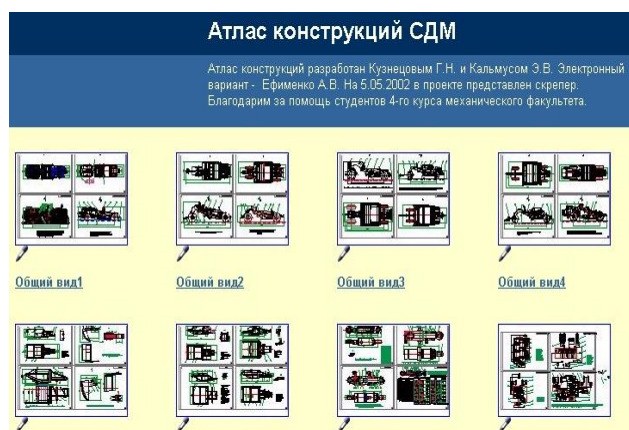 Атлас конструкций СДМ
Атлас конструкций разработан Кузнецовым Г.Н. и Кальмусом Э.В. Электронный
вариант - Ефименко А.В. На 5.05.2002 в проекте представлен скрепер.
Благодарим за помощь студентов 4-го курса механического факультета.
Общий вид1 Общий вид2 Общий вид3 Общий вид4